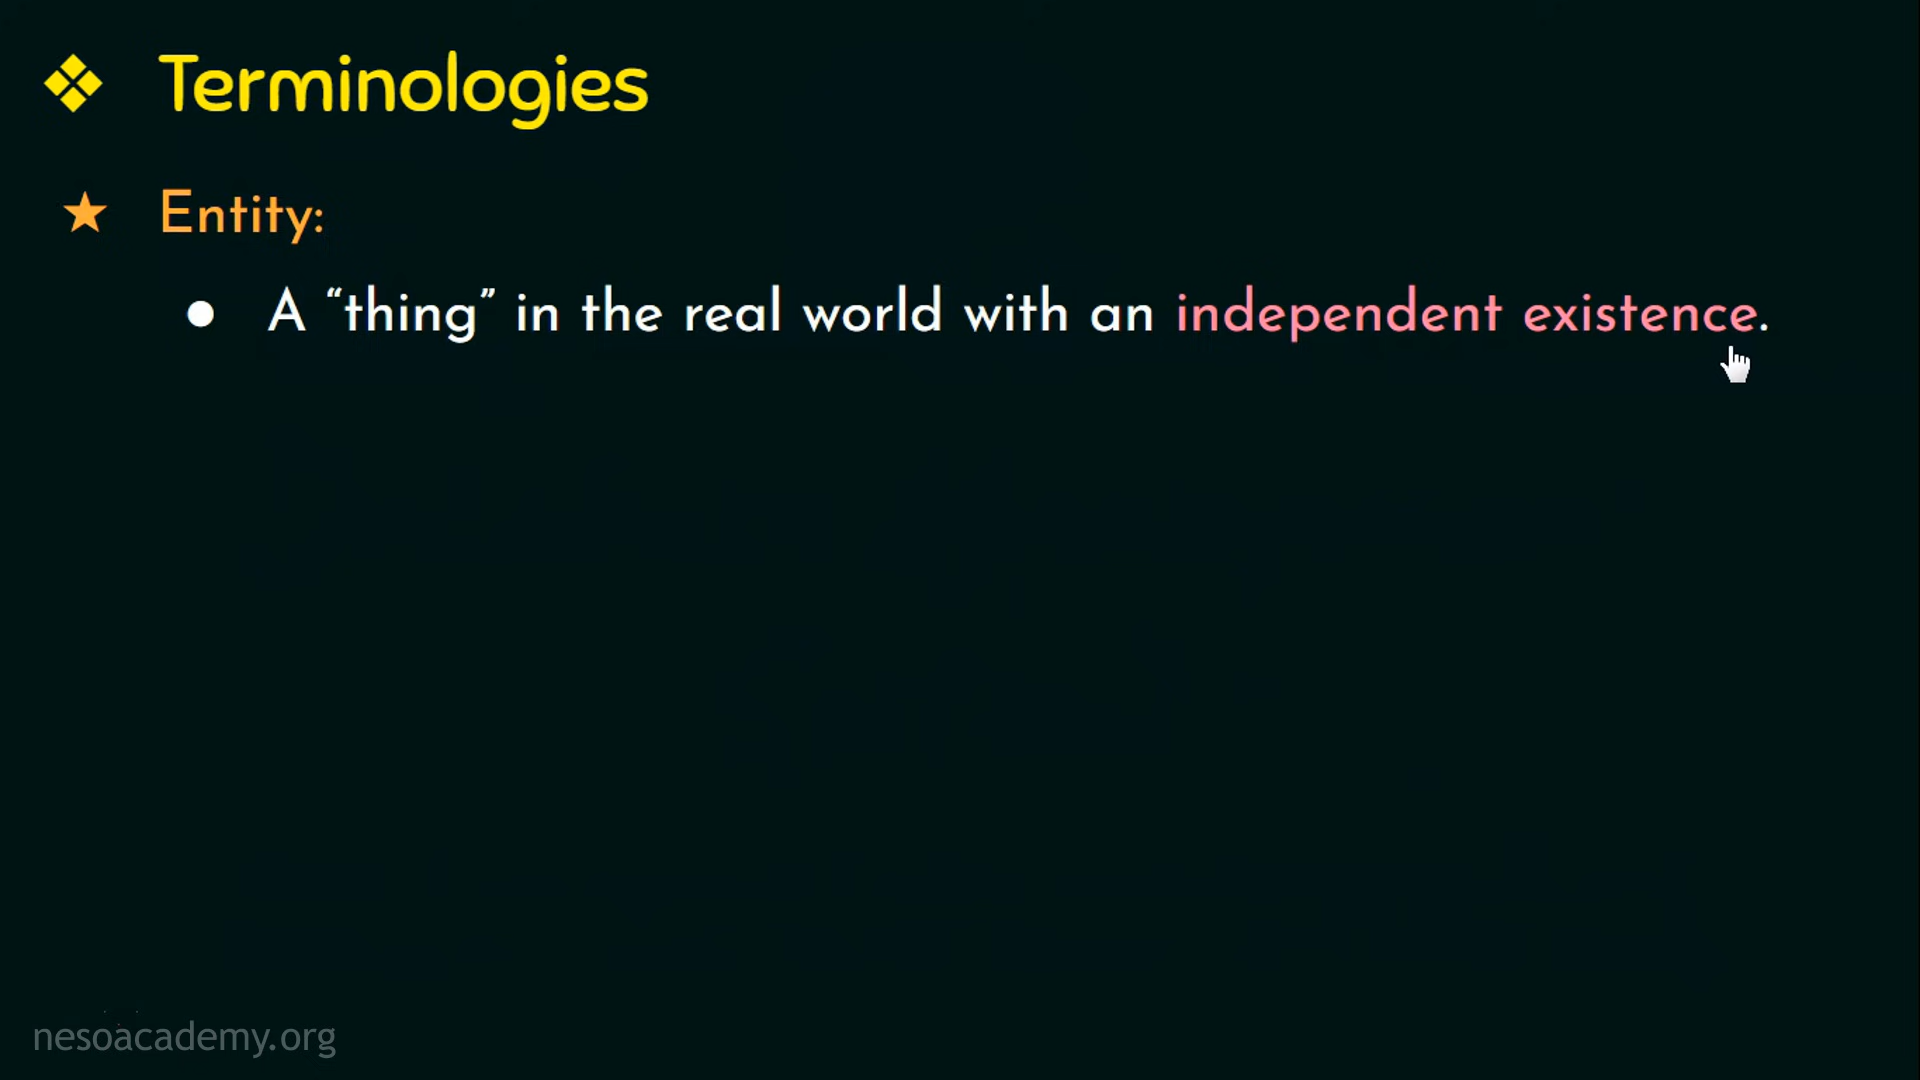 Terminologies
Entity:
A “thing” in the real world with an independent existence.
nesoacademy.org